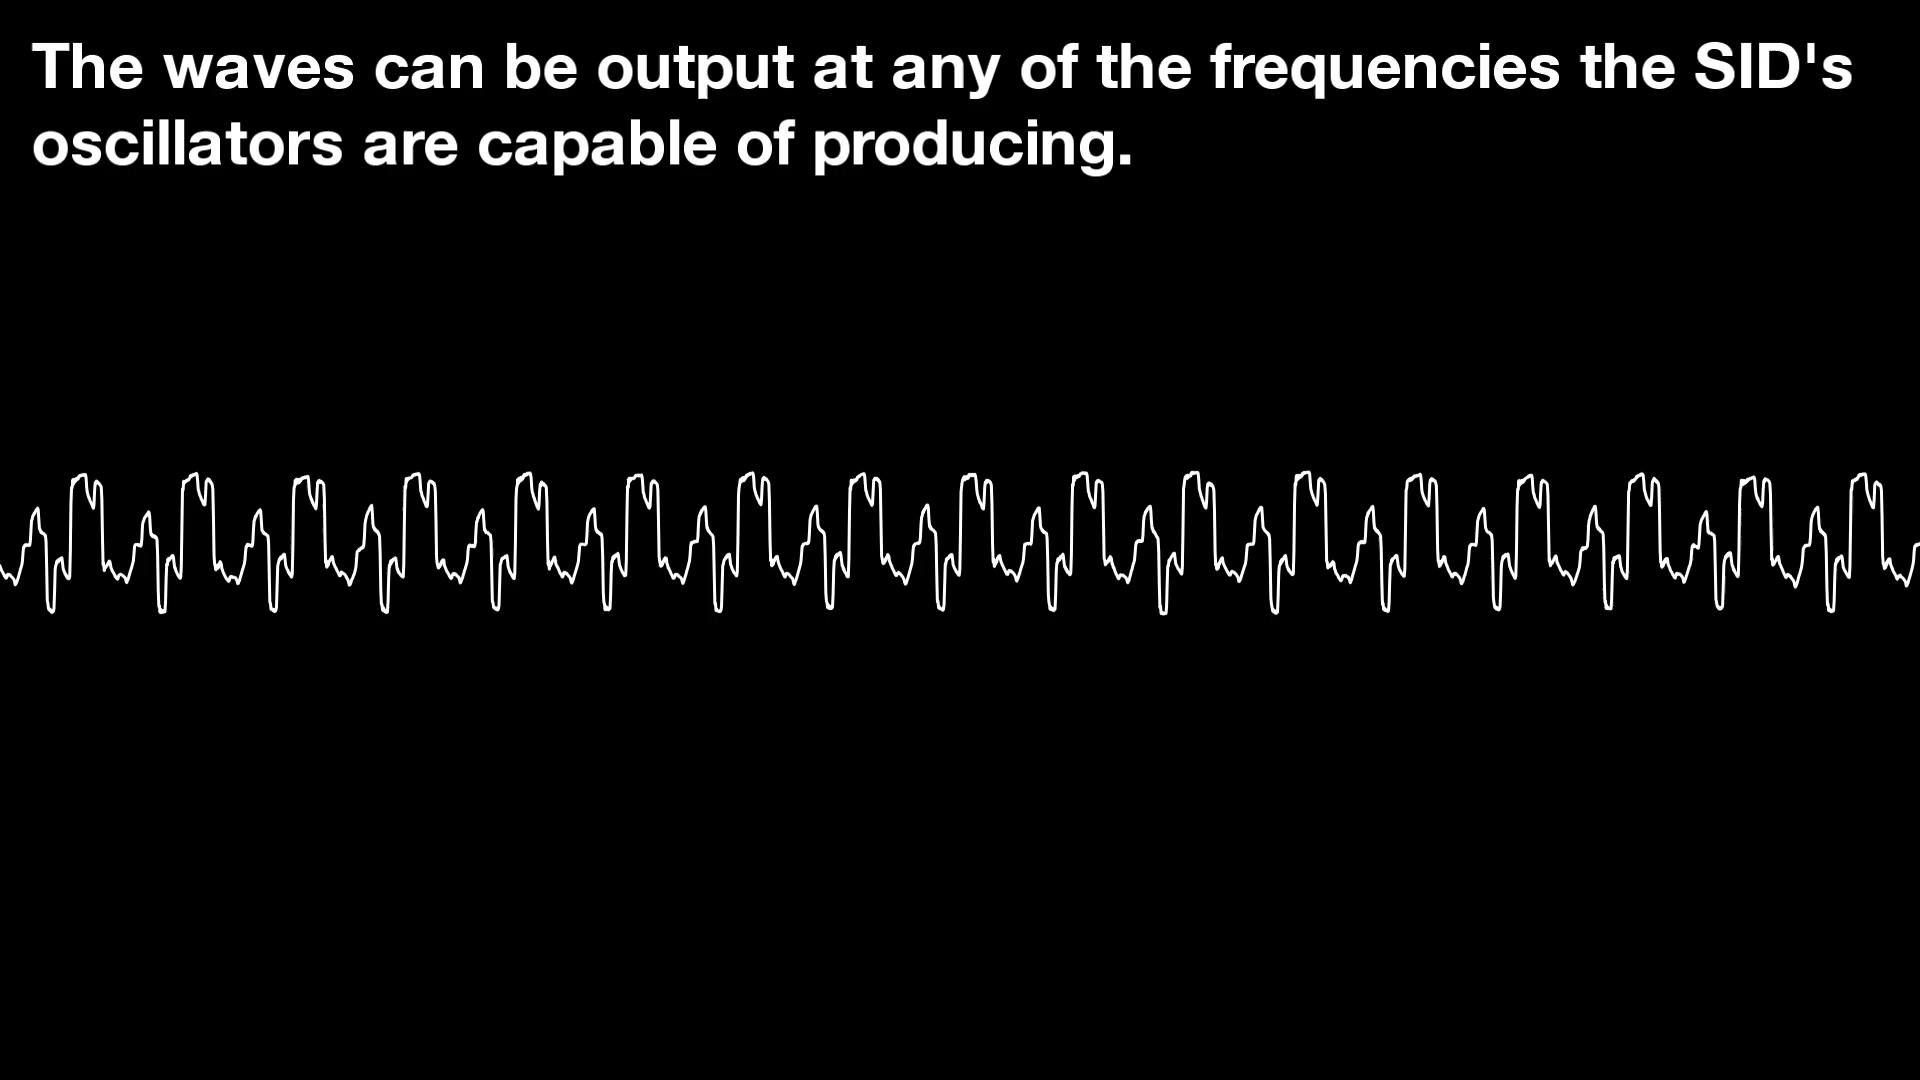 The waves can be output at any of the frequencies the SID's
oscillators are capable of producing.